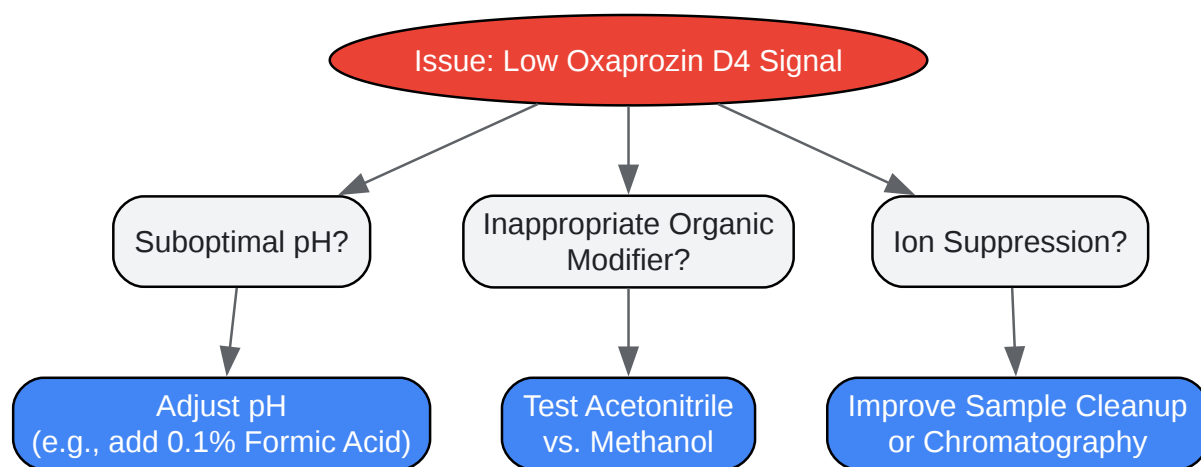 Issue: Low Oxaprozin D4 Signal
Suboptimal pH?
Inappropriate Organic
Modifier?
Ion Suppression?
Adjust pH
(e.g., add 0.1% Formic Acid)
Test Acetonitrile
vs. Methanol
Improve Sample Cleanup
or Chromatography